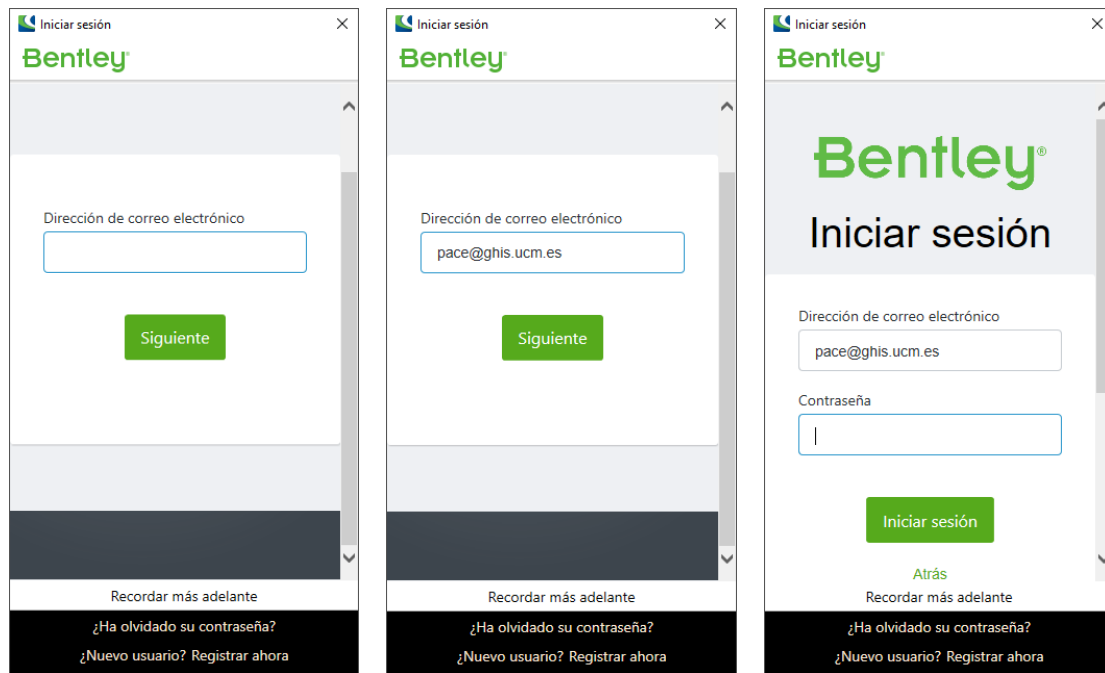 Iniciar sesión
Bentley
Dirección de correo electrónico
Siguiente
Recordar más adelante
¿Ha olvidado su contraseña?
¿Nuevo usuario? Registrar ahora
Iniciar sesión
Bentley
Dirección de correo electrónico
pace@ghis.ucm.es
Siguiente
Recordar más adelante
¿Ha olvidado su contraseña?
¿Nuevo usuario? Registrar ahora
Iniciar sesión
Bentley
Bentley®
Iniciar sesión
Dirección de correo electrónico
pace@ghis.ucm.es
Contraseña
Iniciar sesión
Atrás
Recordar más adelante
¿Ha olvidado su contraseña?
¿Nuevo usuario? Registrar ahora